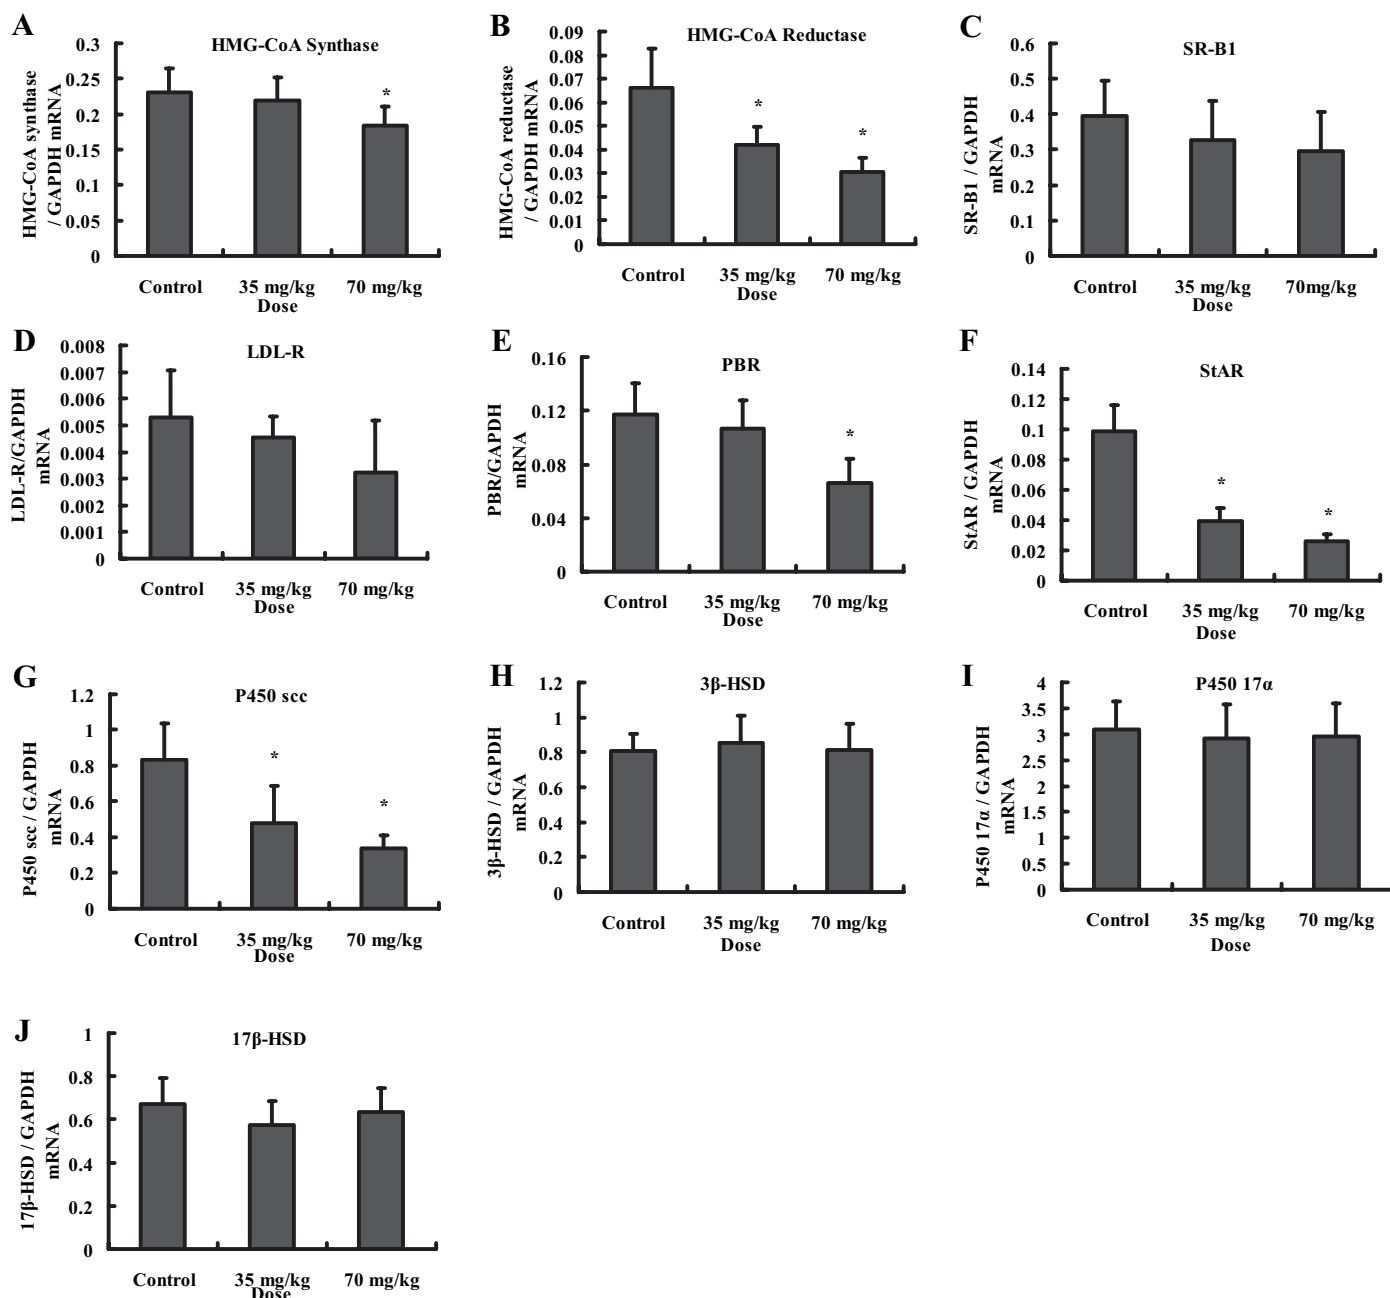 A
HMG-CoA Synthase
HMG-CoA synthase
/ GAPDH mRNA
0.3
0.25
0.2
0.15
0.1
0.05
0
*
Control
35 mg/kg
70 mg/kg
Dose
B
HMG-CoA Reductase
HMG-CoA reductase
/ GAPDH mRNA
0.09
0.08
0.07
0.06
0.05
0.04
0.03
0.02
0.01
0
*
*
Control
35 mg/kg
70 mg/kg
Dose
C
SR-B1
SR-B1 / GAPDH
mRNA
0.6
0.5
0.4
0.3
0.2
0.1
0
Control
35 mg/kg
70mg/kg
Dose
D
LDL-R
LDL-R/GAPDH
mRNA
0.008
0.007
0.006
0.005
0.004
0.003
0.002
0.001
0
Control
35 mg/kg
70 mg/kg
Dose
E
PBR
PBR/GAPDH
mRNA
0.16
0.12
0.08
0.04
0
*
Control
35 mg/kg
70 mg/kg
Dose
F
StAR
StAR / GAPDH
mRNA
0.14
0.12
0.1
0.08
0.06
0.04
0.02
0
*
*
Control
35 mg/kg
70 mg/kg
Dose
G
P450 scc
P450 scc / GAPDH
mRNA
1.2
1
0.8
0.6
0.4
0.2
0
*
*
Control
35 mg/kg
70 mg/kg
Dose
H
3β-HSD
3β-HSD / GAPDH
mRNA
1.2
1
0.8
0.6
0.4
0.2
0
Control
35 mg/kg
70 mg/kg
Dose
I
P450 17α
P450 17α / GAPDH
mRNA
4
3.5
3
2.5
2
1.5
1
0.5
0
Control
35 mg/kg
70 mg/kg
Dose
J
17β-HSD
17β-HSD / GAPDH
mRNA
1
0.8
0.6
0.4
0.2
0
Control
35 mg/kg
70 mg/kg
Dose